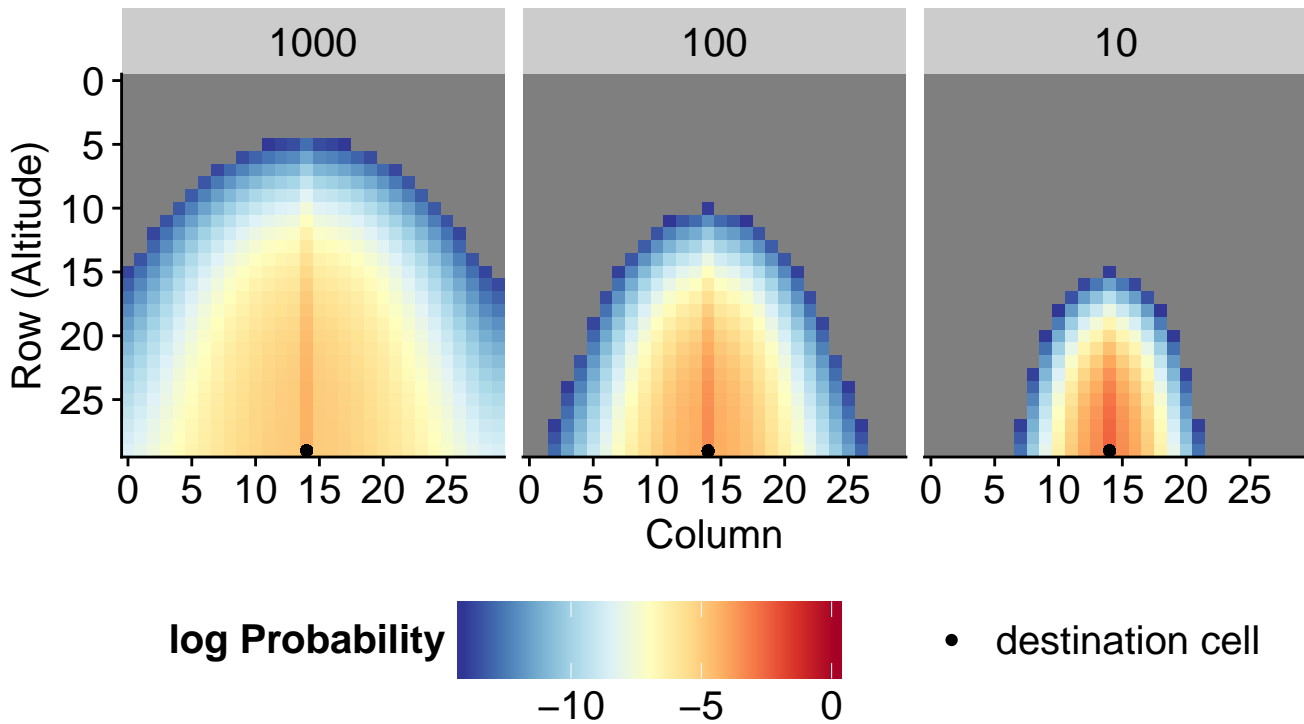 1000 100 10
0
5
10
15
20
25
Row (Altitude)
0 5 10 15 20 25 0 5 10 15 20 25 0 5 10 15 20 25
Column
log Probability
−10 −5 0
destination cell